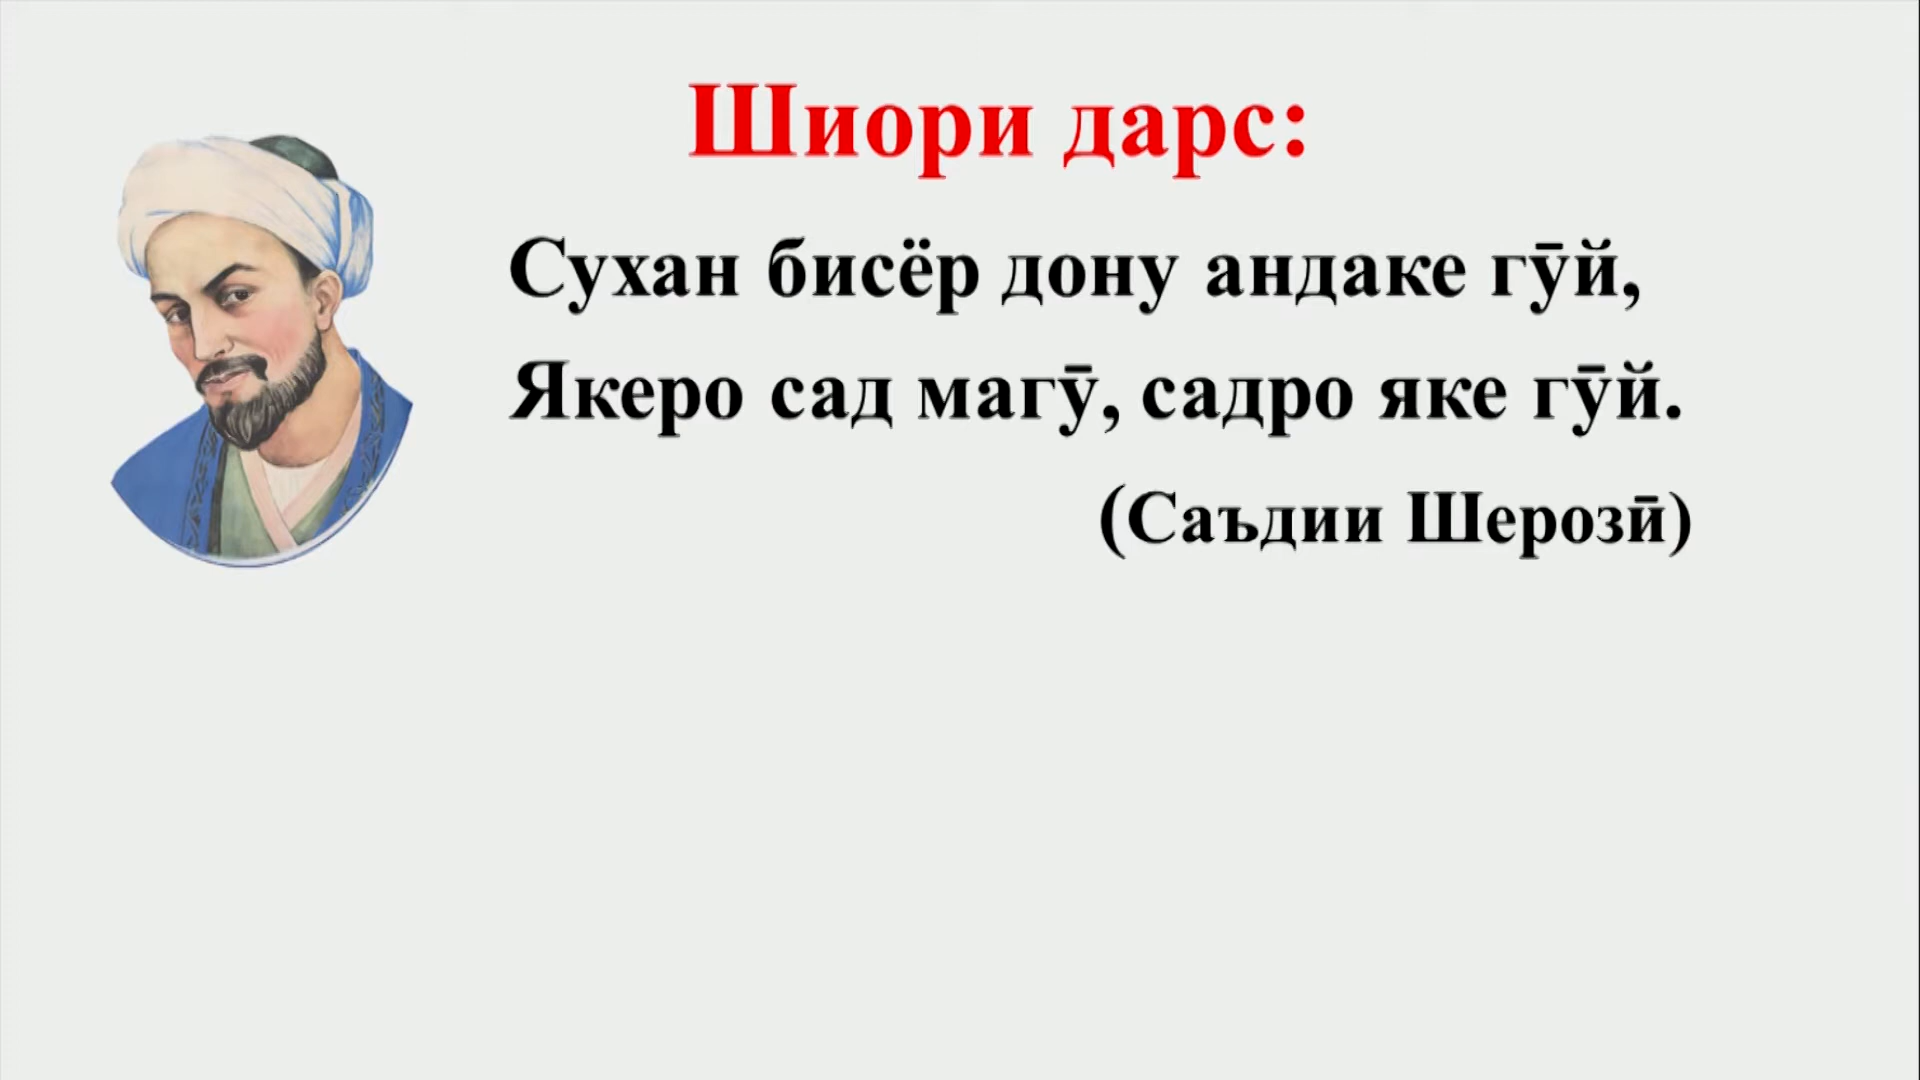 Шиори дарс:
Сухан бисёр дону андаке гӯй,
Якеро сад магӯ, садро яке гӯй.
(Саъдии Шерозӣ)